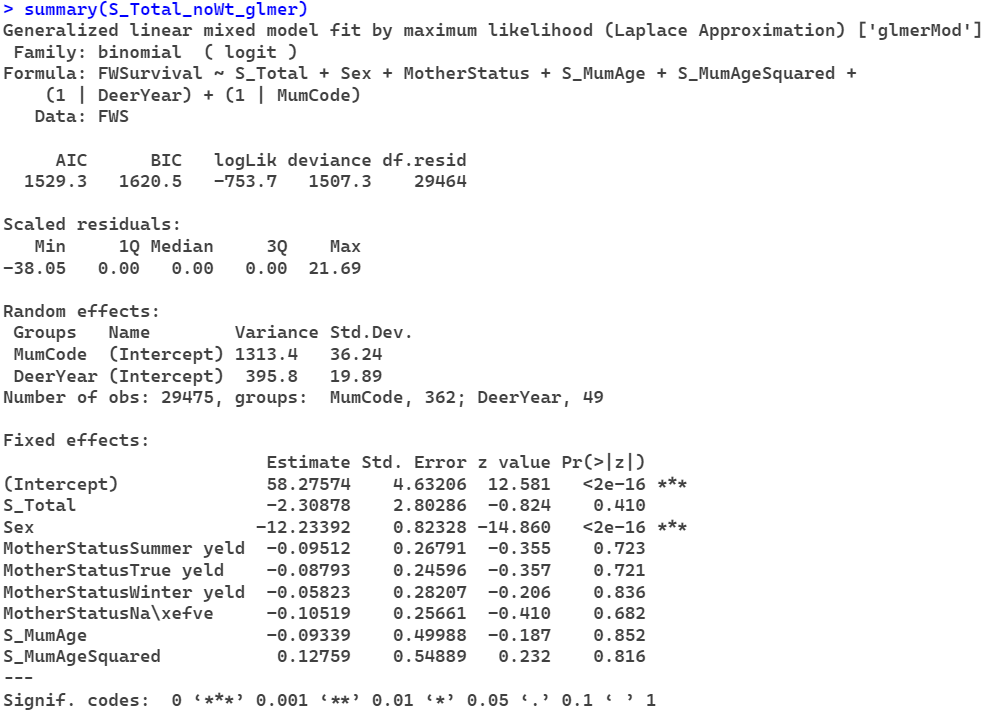 > summary(S_Total_noWt_glmer)
Generalized linear mixed model fit by maximum likelihood (Laplace Approximation) ['glmerMod']
 Family: binomial  ( logit )
Formula: FWSurvival ~ S_Total + Sex + MotherStatus + S_MumAge + S_MumAgeSquared +
    (1 | DeerYear) + (1 | MumCode)
   Data: FWS

     AIC      BIC   logLik deviance df.resid
  1529.3   1620.5   -753.7   1507.3    29464

Scaled residuals:
   Min     1Q Median     3Q    Max
-38.05   0.00   0.00   0.00  21.69

Random effects:
 Groups   Name        Variance Std.Dev.
 MumCode  (Intercept) 1313.4   36.24
 DeerYear (Intercept)  395.8   19.89
Number of obs: 29475, groups:  MumCode, 362; DeerYear, 49

Fixed effects:
                         Estimate Std. Error z value Pr(>|z|)
(Intercept)              58.27574    4.63206  12.581   <2e-16 ***
S_Total                  -2.30878    2.80286  -0.824    0.410
Sex                     -12.23392    0.82328 -14.860   <2e-16 ***
MotherStatusSummer yeld  -0.09512    0.26791  -0.355    0.723
MotherStatusTrue yeld    -0.08793    0.24596  -0.357    0.721
MotherStatusWinter yeld  -0.05823    0.28207  -0.206    0.836
MotherStatusNa\xefve     -0.10519    0.25661  -0.410    0.682
S_MumAge                 -0.09339    0.49988  -0.187    0.852
S_MumAgeSquared           0.12759    0.54889   0.232    0.816
---
Signif. codes:  0 ‘***’ 0.001 ‘**’ 0.01 ‘*’ 0.05 ‘.’ 0.1 ‘ ’ 1